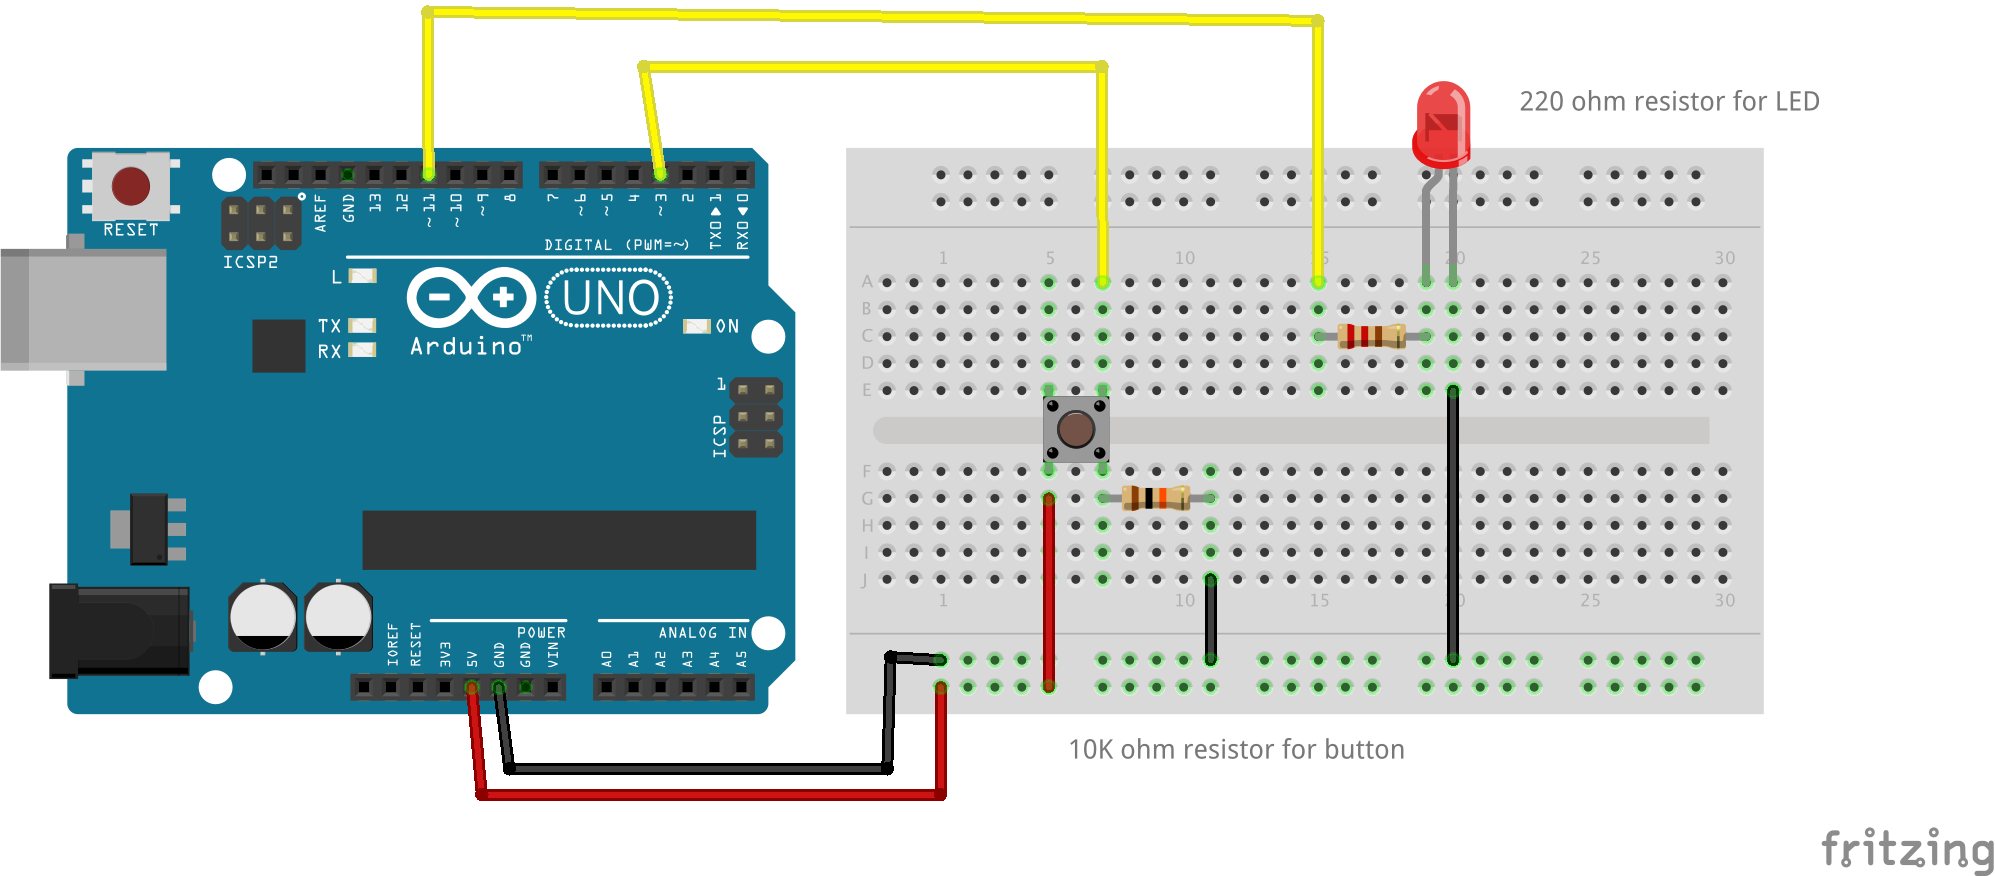 220 ohm resistor for LED
RESET
ICSP2
AREF
GND
13
12
~11
~10
~9
8
7
~6
~5
4
~3
2
TX0▶1
RX0◀0
DIGITAL (PWM=~)
L
TX
RX
UNO
Arduino™
ON
1
ICSP
IOREF
RESET
3V3
5V
GND
GND
VIN
POWER
A0
A1
A2
A3
A4
A5
ANALOG IN
1 5 10 15 20 25 30
A
B
C
D
E
F
G
H
I
J
1 10 15 20 25 30
10K ohm resistor for button
fritzing